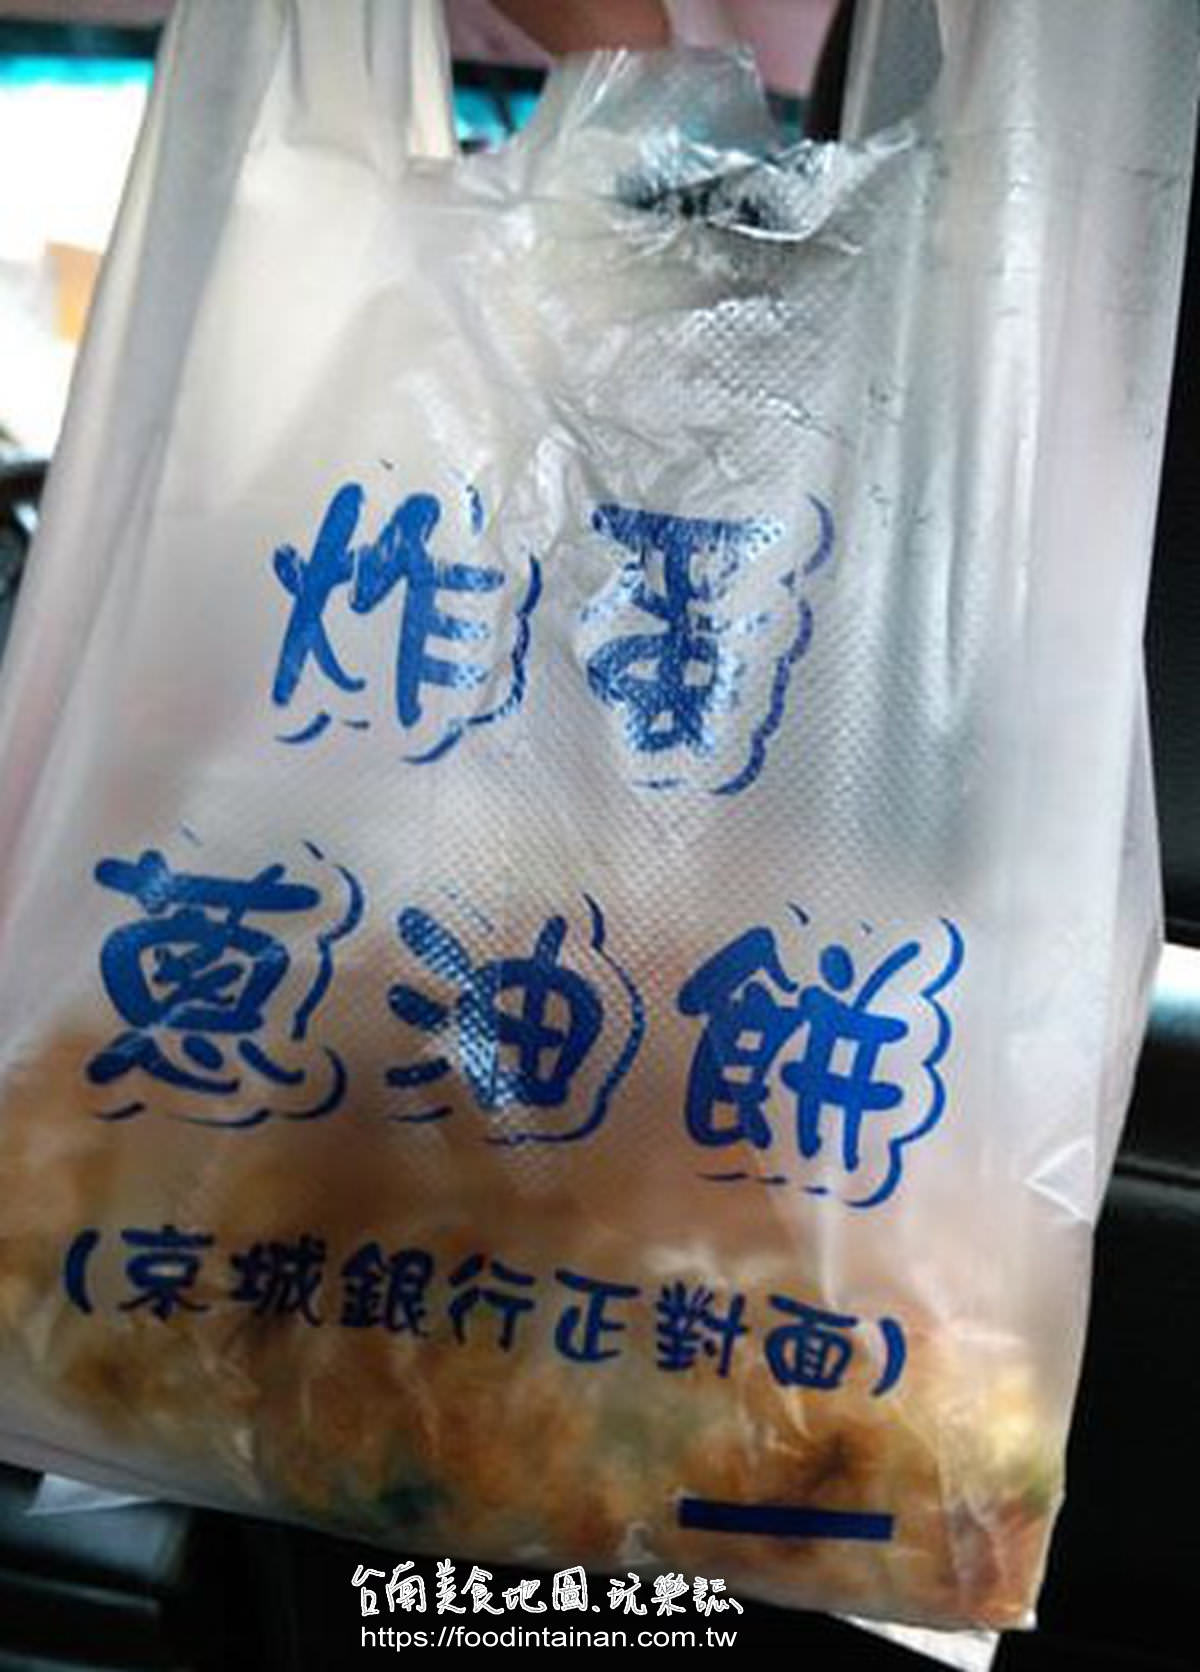 炸蛋
蔥油餅
(京城銀行正對面)
台南美食地圖.玩樂誌
https://foodintainan.com.tw